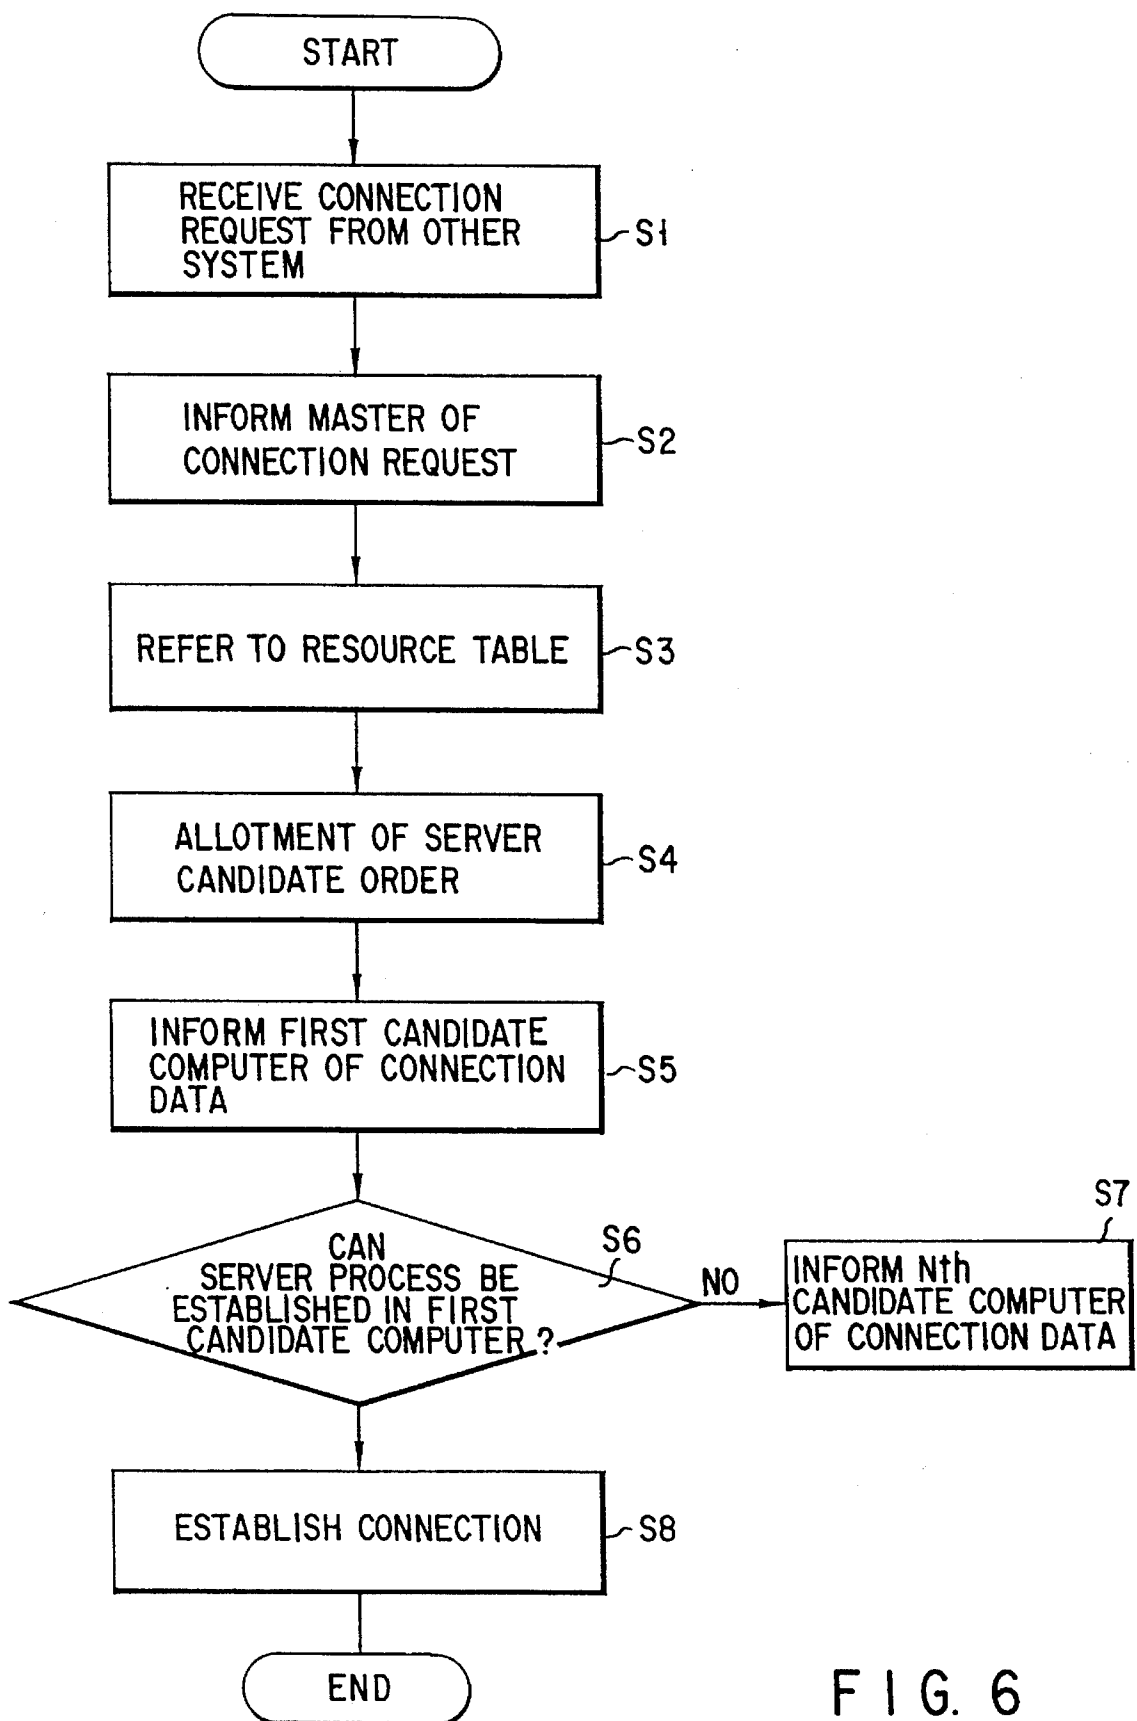 START
RECEIVE CONNECTION
REQUEST FROM OTHER
SYSTEM
S1
INFORM MASTER OF
CONNECTION REQUEST
S2
REFER TO RESOURCE TABLE
S3
ALLOTMENT OF SERVER
CANDIDATE ORDER
S4
INFORM FIRST CANDIDATE
COMPUTER OF CONNECTION
DATA
S5
CAN
SERVER PROCESS BE
ESTABLISHED IN FIRST
CANDIDATE COMPUTER?
S6
NO
S7
INFORM Nth
CANDIDATE COMPUTER
OF CONNECTION DATA
ESTABLISH CONNECTION
S8
END
FIG. 6